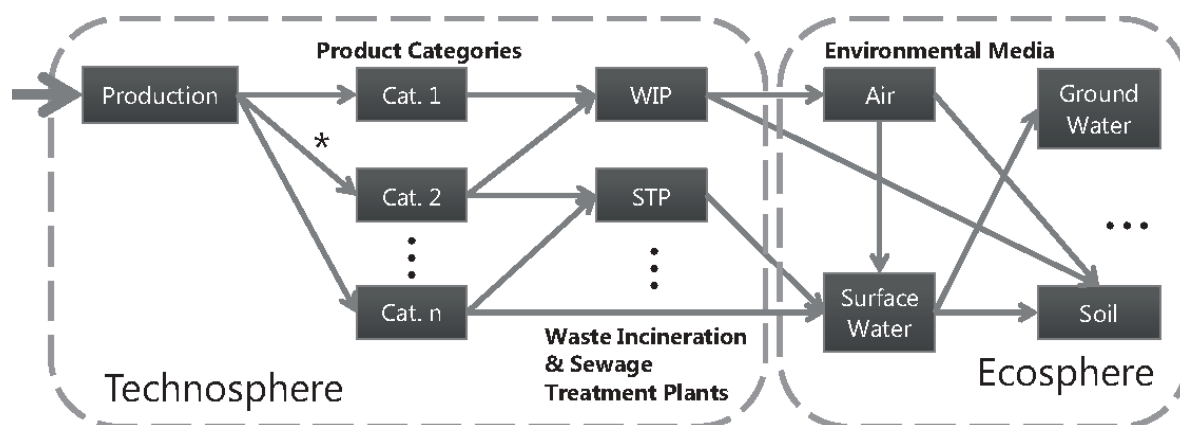 Product Categories
Environmental Media
Production
Cat. 1
WIP
Air
Ground
Water
*
Cat. 2
STP
Cat. n
Surface
Water
Soil
Waste Incineration
& Sewage
Treatment Plants
Technosphere
Ecosphere